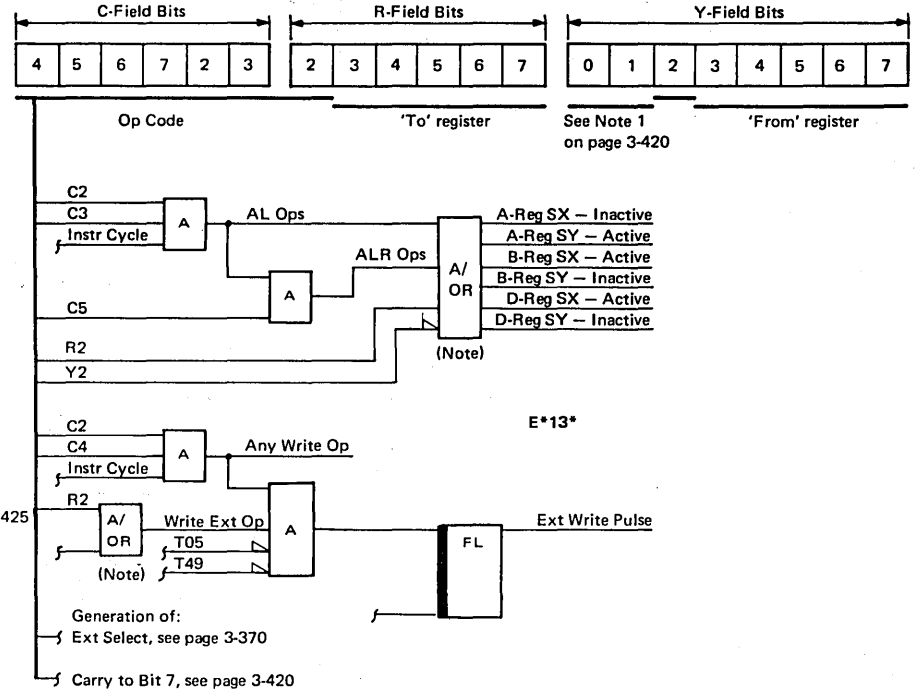 C-Field Bits R-Field Bits Y-Field Bits
4 5 6 7 2 3 2 3 4 5 6 7 0 1 2 3 4 5 6 7
Op Code 'To' register See Note 1 'From' register
on page 3-420
C2
C3 A AL Ops A-Reg SX — Inactive
Instr Cycle A-Reg SY — Active
ALR Ops A/ B-Reg SX — Active
A OR B-Reg SY — Inactive
C5 D-Reg SX — Active
D-Reg SY — Inactive
R2 (Note)
Y2
E*13*
C2
C4 A Any Write Op
Instr Cycle
425 R2
A/ Write Ext Op A Ext Write Pulse
OR T05 FL
(Note) T49
Generation of:
Ext Select, see page 3-370
Carry to Bit 7, see page 3-420